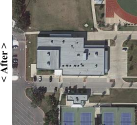 < After >